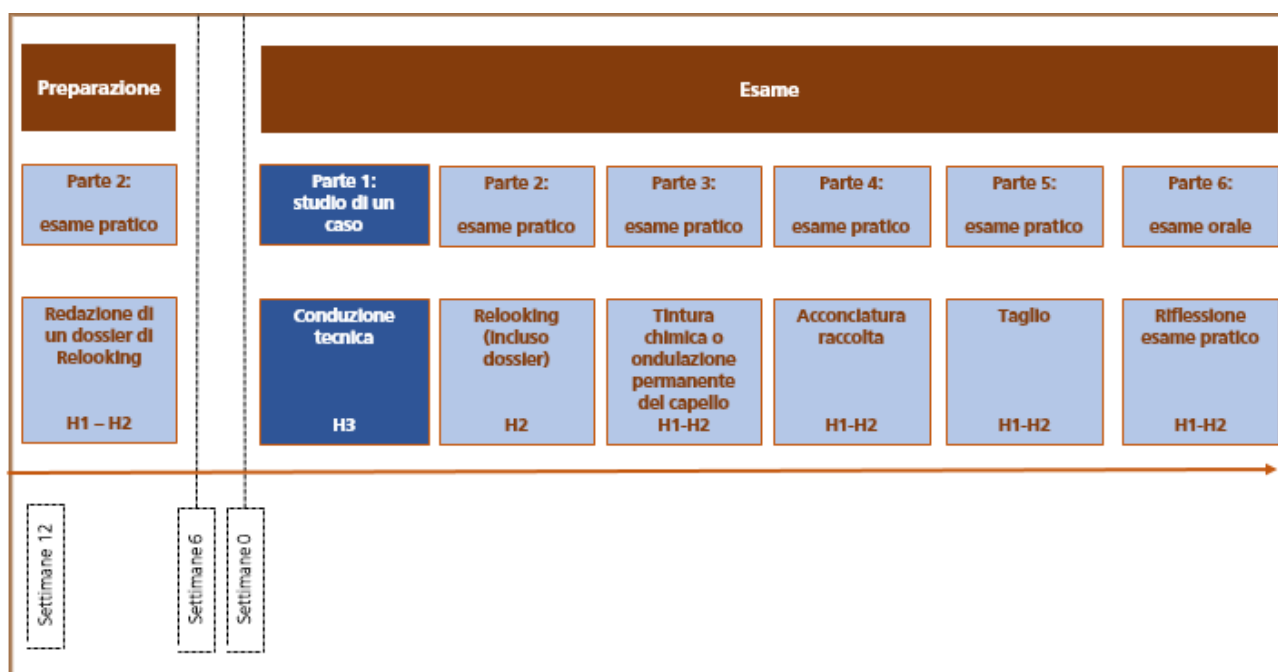 Preparazione
Esame
Parte 2:
esame pratico
Parte 1:
studio di un
caso
Parte 2:
esame pratico
Parte 3:
esame pratico
Parte 4:
esame pratico
Parte 5:
esame pratico
Parte 6:
esame orale
Redazione di
un dossier di
Relooking
H1 – H2
Conduzione
tecnica
H3
Relooking
(incluso
dossier)
H2
Tintura
chimica o
ondulazione
permanente
del capello
H1-H2
Acconciatura
raccolta
H1-H2
Taglio
H1-H2
Riflessione
esame pratico
H1-H2
Settimane 12
Settimane 6
Settimane 0